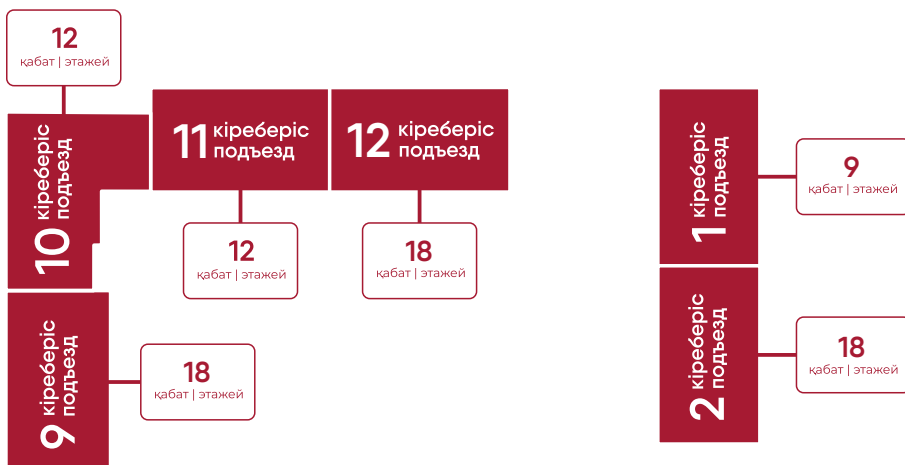 12
қабат | этажей
10 кіреберіс
подъезд
11 кіреберіс
подъезд
12 кіреберіс
подъезд
12
қабат | этажей
18
қабат | этажей
9 кіреберіс
подъезд
18
қабат | этажей
1 кіреберіс
подъезд
9
қабат | этажей
2 кіреберіс
подъезд
18
қабат | этажей